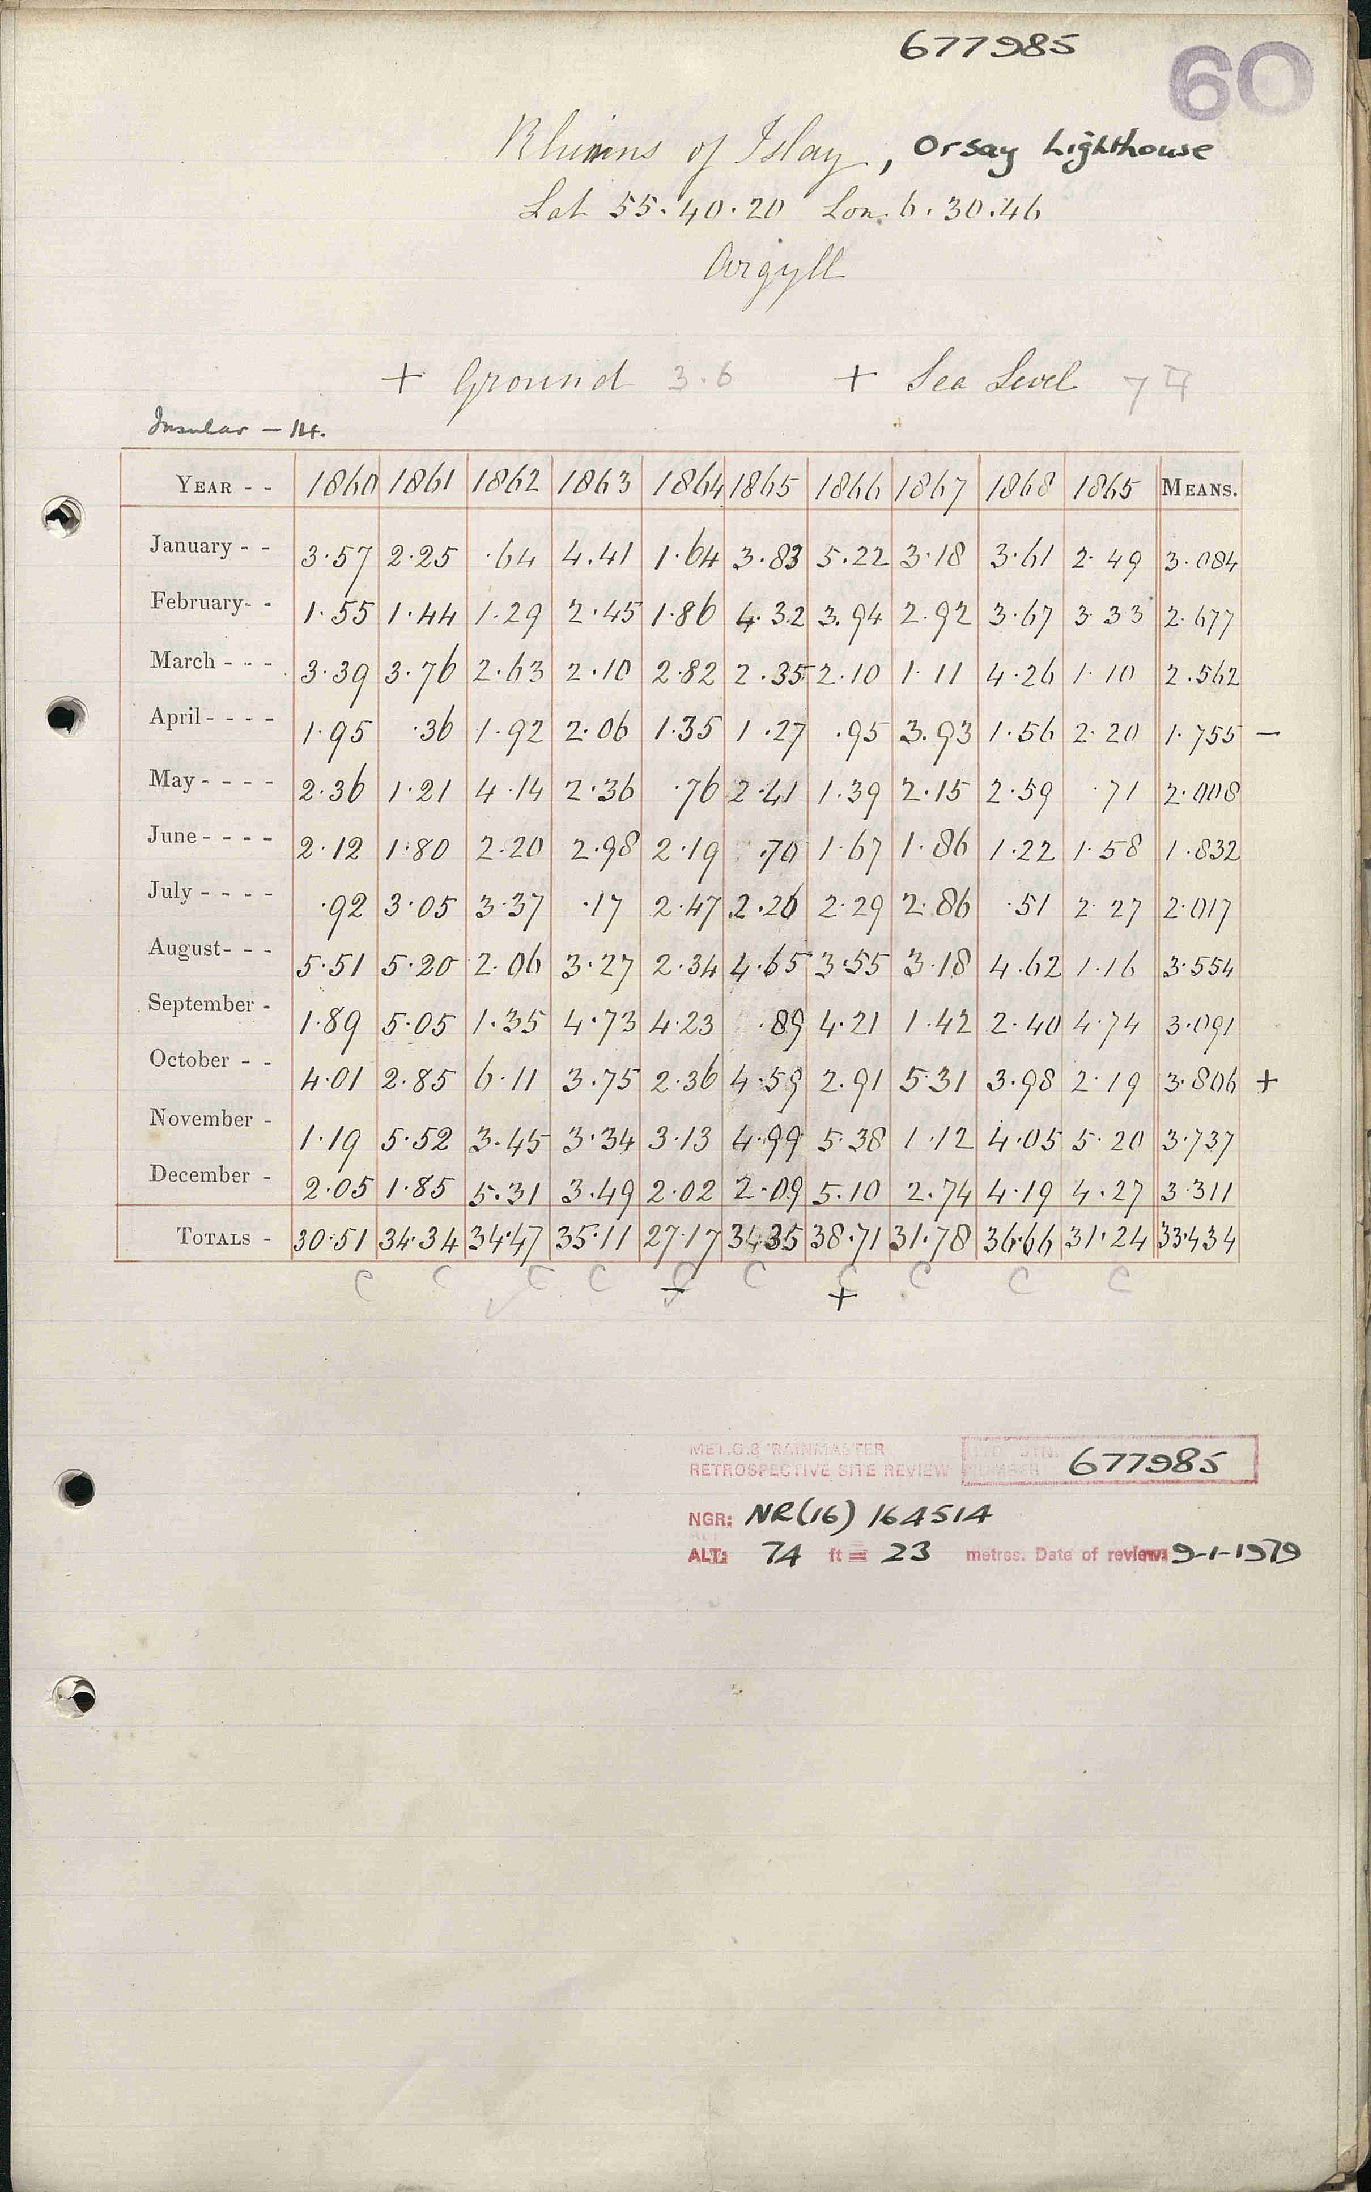 677985
60
Rhinns of Islay, Orsay Lighthouse
Lat 55.40.20 Lon. 6.30.46
Argyll
+ Ground 3.6 + Sea Level 74
Insular - 14.
YEAR - - 1860 1861 1862 1863 1864 1865 1866 1867 1868 1865 MEANS.
January - - 3.57 2.25 .64 4.41 1.64 3.83 5.22 3.18 3.61 2.49 3.084
February- - 1.55 1.44 1.29 2.45 1.86 4.32 3.94 2.92 3.67 3.33 2.677
March - - - 3.39 3.76 2.63 2.10 2.82 2.35 2.10 1.11 4.26 1.10 2.562
April - - - - 1.95 .36 1.92 2.06 1.35 1.27 .95 3.93 1.56 2.20 1.755 -
May - - - - 2.36 1.21 4.14 2.36 .76 2.41 1.39 2.15 2.59 .71 2.008
June - - - - 2.12 1.80 2.20 2.98 2.19 .70 1.67 1.86 1.22 1.58 1.832
July - - - - .92 3.05 3.37 .17 2.47 2.26 2.29 2.86 .51 2.27 2.017
August- - - 5.51 5.20 2.06 3.27 2.34 4.65 3.55 3.18 4.62 1.16 3.554
September - 1.89 5.05 1.35 4.73 4.23 .89 4.21 1.42 2.40 4.74 3.091
October - - 4.01 2.85 6.11 3.75 2.36 4.59 2.91 5.31 3.98 2.19 3.806 +
November - 1.19 5.52 3.45 3.34 3.13 4.99 5.38 1.12 4.05 5.20 3.737
December - 2.05 1.85 5.31 3.49 2.02 2.09 5.10 2.74 4.19 4.27 3.311
TOTALS - 30.51 34.34 34.47 35.11 27.17 34.35 38.71 31.78 36.66 31.24 33.434
C C C C C C C C C C
- +
MET.O.8 'RAINMASTER
RETROSPECTIVE SITE REVIEW STN. NUMBER 677985
NGR: NR(16) 164514
ALT: 74 ft = 23 metres. Date of review: 9-1-1979